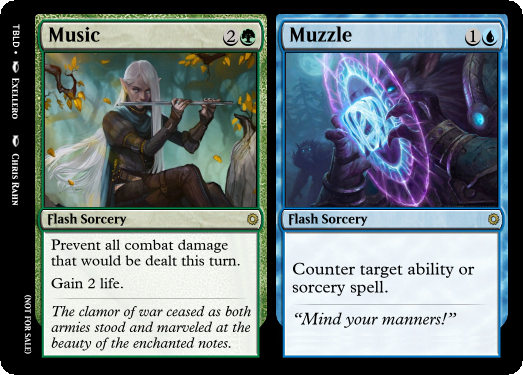 Music 2
Flash Sorcery
Prevent all combat damage
that would be dealt this turn.
Gain 2 life.
The clamor of war ceased as both
armies stood and marveled at the
beauty of the enchanted notes.
Muzzle 1
Flash Sorcery
Counter target ability or
sorcery spell.
“Mind your manners!”
TBLD • Exellero Chris Rahn
(NOT FOR SALE)